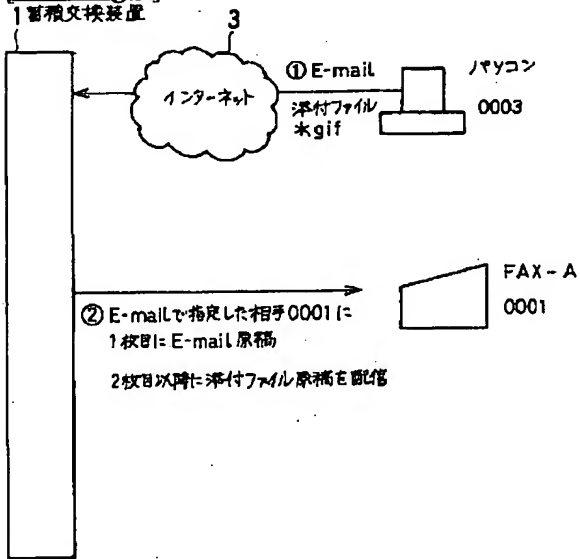 1 蓄積交換装置
3
インターネット
① E-mail
添付ファイル
*gif
パソコン
0003
FAX-A
0001
② E-mailで指定した相手0001に
1枚目にE-mail原稿
2枚目以降に添付ファイル原稿を配信